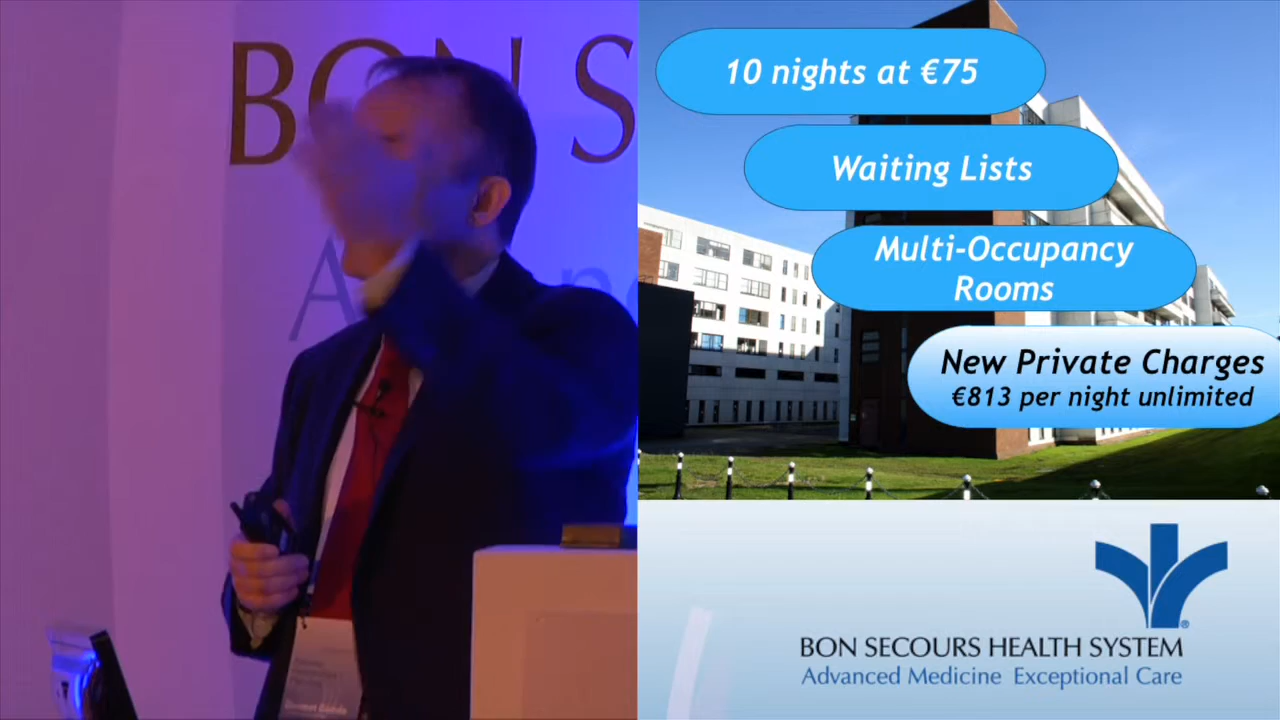 BON S
A
10 nights at €75
Waiting Lists
Multi-Occupancy
Rooms
New Private Charges
€813 per night unlimited
BON SECOURS HEALTH SYSTEM
Advanced Medicine Exceptional Care